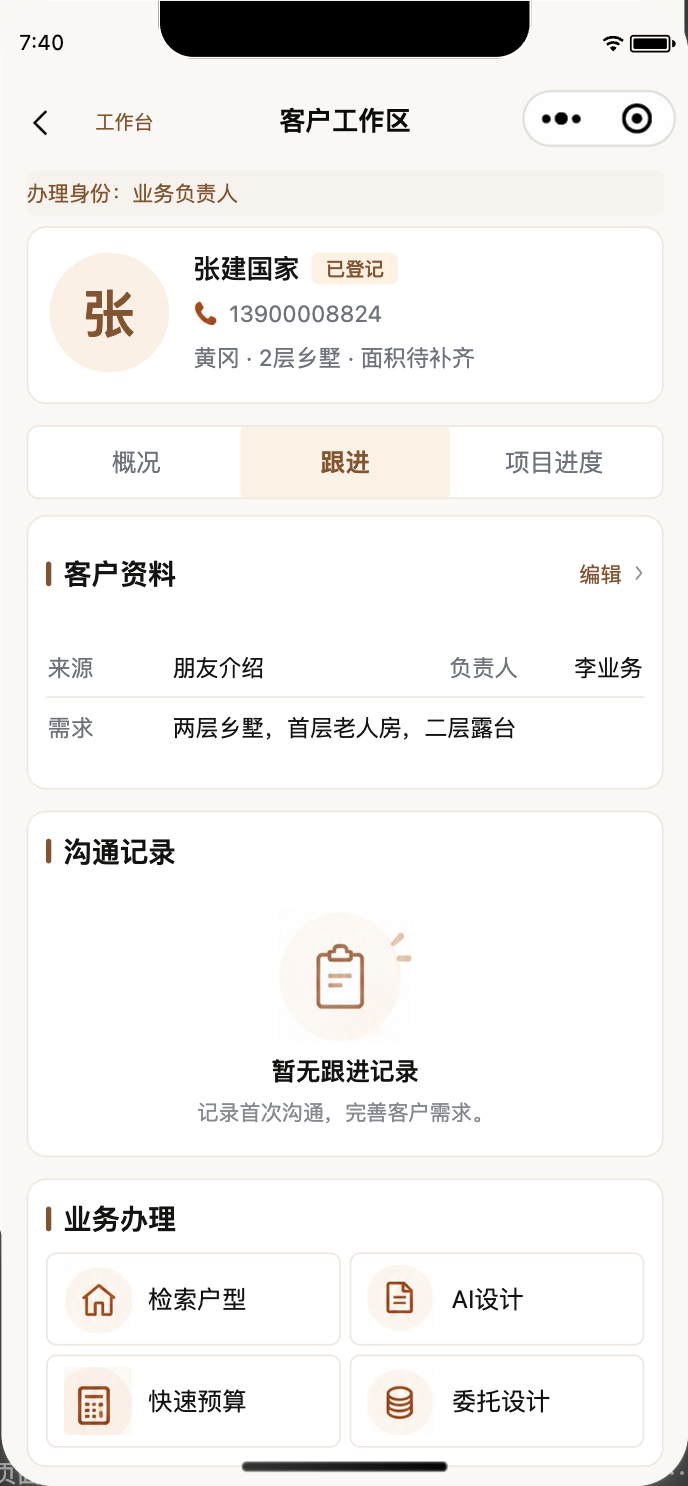 7:40
工作台 客户工作区
办理身份：业务负责人
张 张建国家 已登记
13900008824
黄冈 · 2层乡墅 · 面积待补齐
概况 跟进 项目进度
客户资料 编辑
来源 朋友介绍 负责人 李业务
需求 两层乡墅，首层老人房，二层露台
沟通记录
暂无跟进记录
记录首次沟通，完善客户需求。
业务办理
检索户型 AI设计
快速预算 委托设计